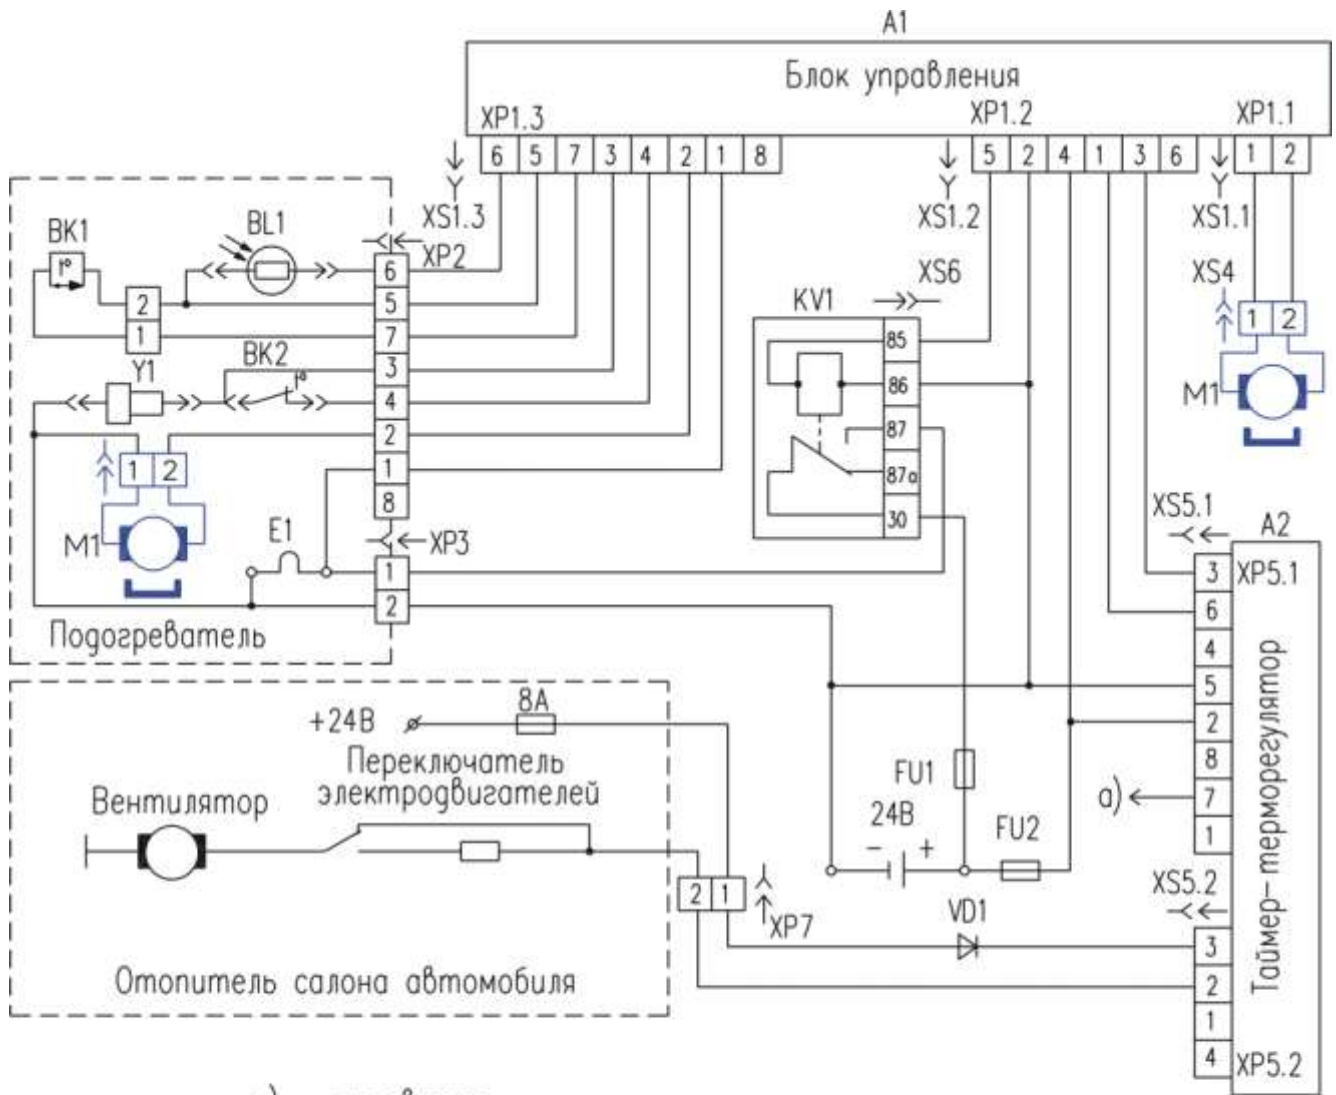 A1
Блок управления
XP1.3
XP1.2
XP1.1
6 5 7 3 4 2 1 8
5 2 4 1 3 6
1 2
XS1.3
XS1.2
XS1.1
BK1
t°
BL1
XP2
6
5
7
3
4
2
1
8
2
1
Y1
BK2
t°
1 2
M1
E1
XP3
1
2
Подогреватель
KV1
XS6
85
86
87
87а
30
XS4
1 2
M1
XS5.1
A2
3 XP5.1
6
4
5
2
8
7
1
а)
Таймер-терморегулятор
XS5.2
3
2
1
4 XP5.2
+24В
8А
Переключатель
электродвигателей
Вентилятор
FU1
24В
- +
FU2
2 1
XP7
VD1
Отопитель салона автомобиля